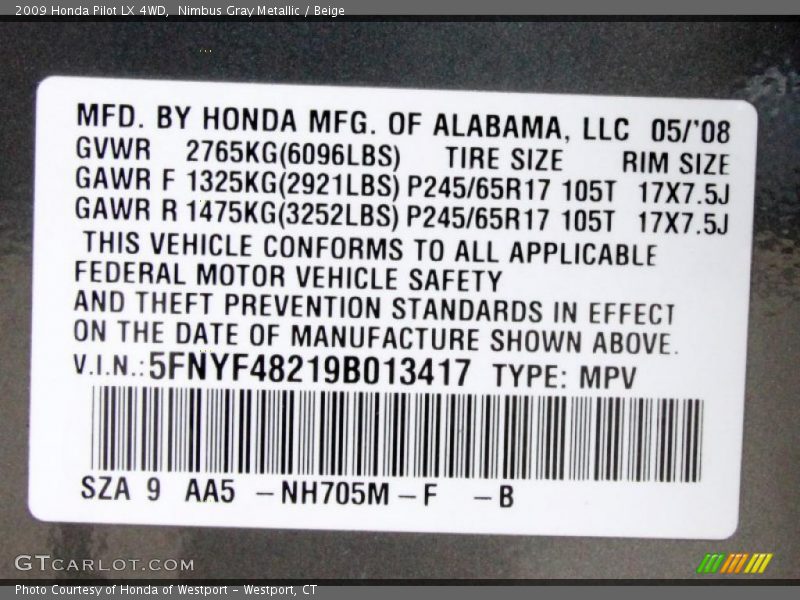 2009 Honda Pilot LX 4WD,  Nimbus Gray Metallic / Beige
MFD. BY HONDA MFG. OF ALABAMA, LLC 05/'08
GVWR 2765KG(6096LBS) TIRE SIZE RIM SIZE
GAWR F 1325KG(2921LBS) P245/65R17 105T 17X7.5J
GAWR R 1475KG(3252LBS) P245/65R17 105T 17X7.5J
THIS VEHICLE CONFORMS TO ALL APPLICABLE
FEDERAL MOTOR VEHICLE SAFETY
AND THEFT PREVENTION STANDARDS IN EFFECT
ON THE DATE OF MANUFACTURE SHOWN ABOVE.
V.I.N.: 5FNYF48219B013417 TYPE: MPV
SZA 9 AA5 – NH705M – F – B
GTCARLOT.COM
Photo Courtesy of Honda of Westport – Westport, CT